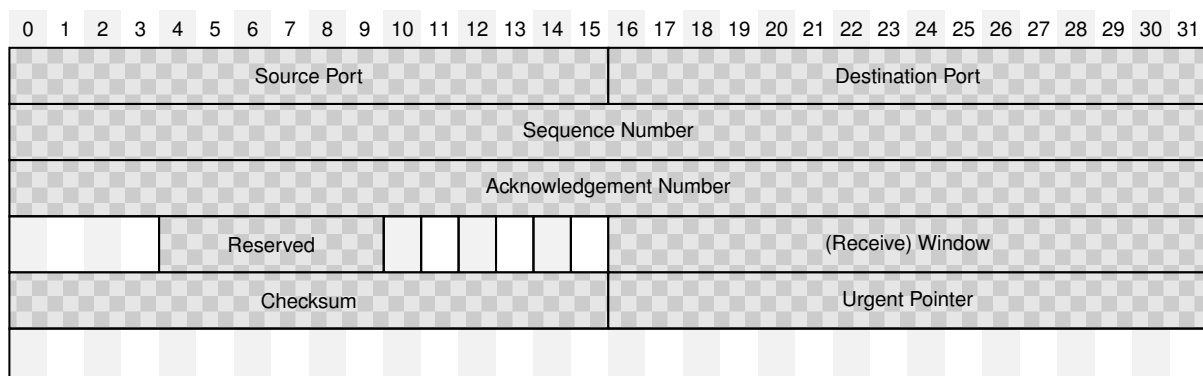 0 1 2 3 4 5 6 7 8 9 10 11 12 13 14 15 16 17 18 19 20 21 22 23 24 25 26 27 28 29 30 31
Source Port Destination Port
Sequence Number
Acknowledgement Number
Reserved (Receive) Window
Checksum Urgent Pointer